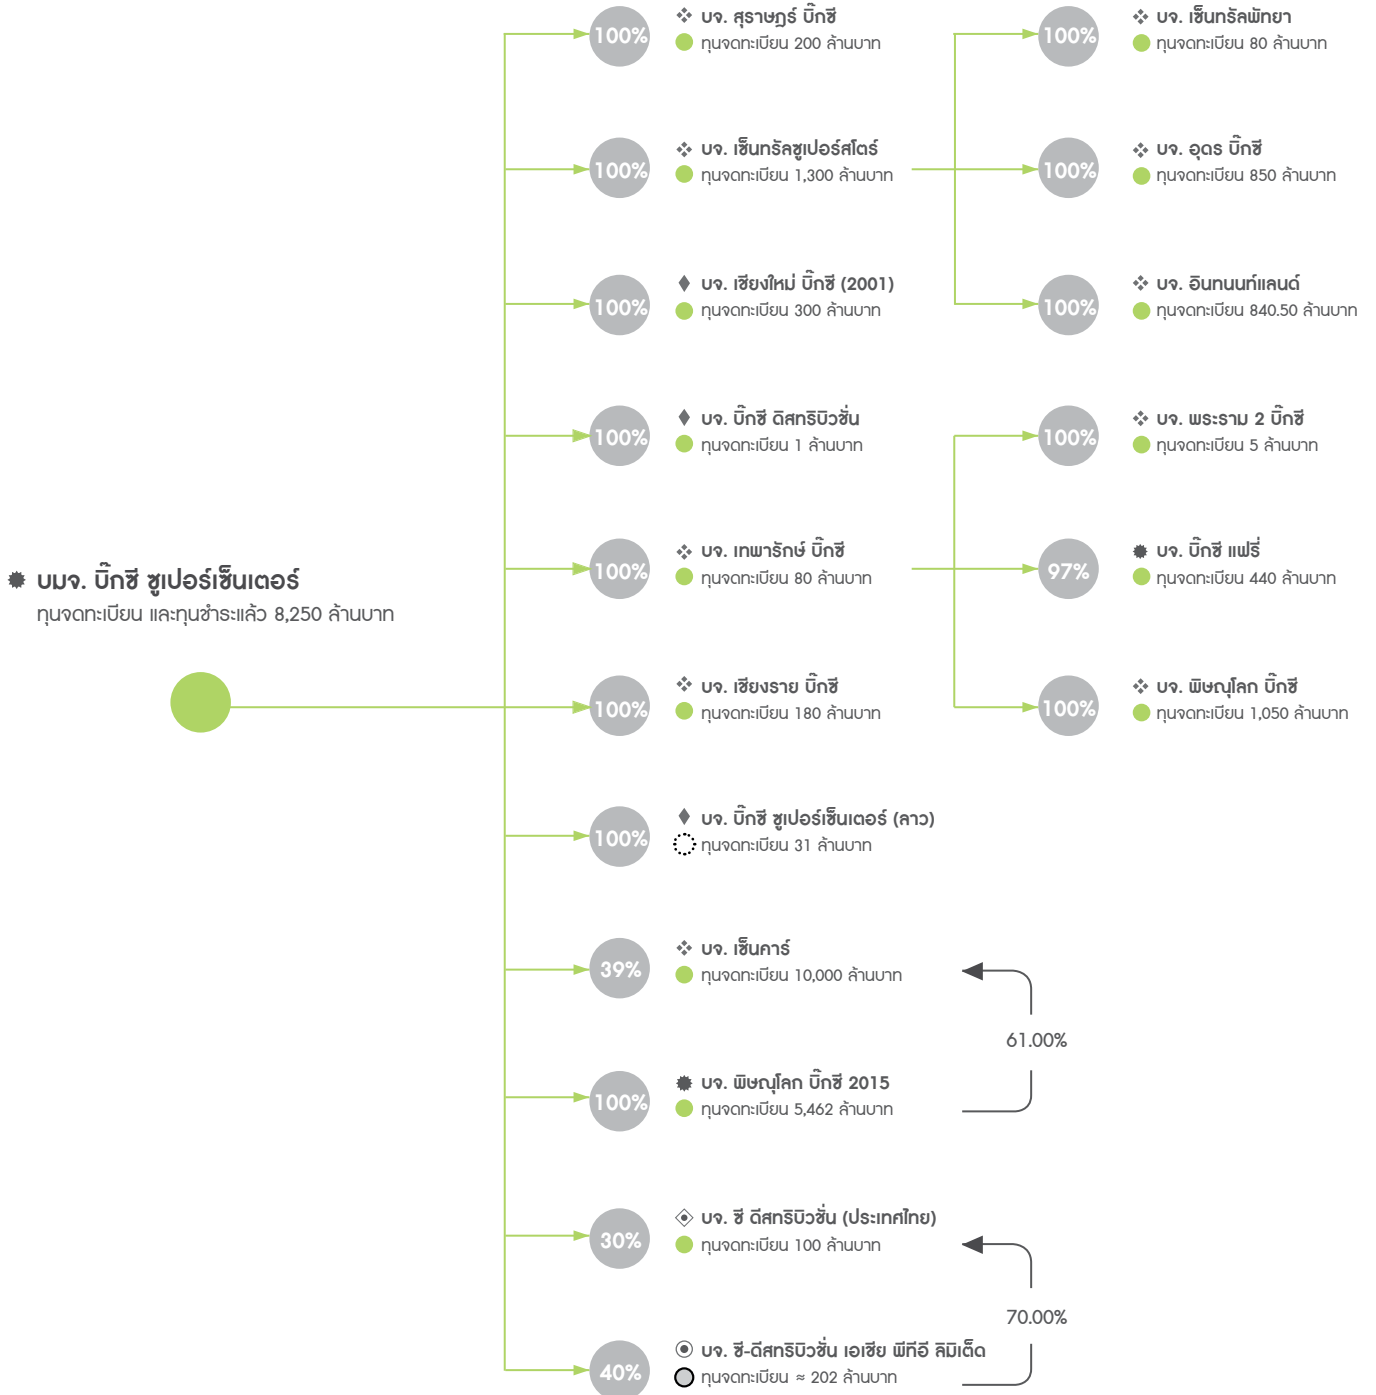 บมจ. บิ๊กซี ซูเปอร์เซ็นเตอร์
ทุนจดทะเบียน และทุนชำระแล้ว 8,250 ล้านบาท
100%
บจ. สุราษฎร์ บิ๊กซี
ทุนจดทะเบียน 200 ล้านบาท
100%
บจ. เซ็นทรัลซูเปอร์สโตร์
ทุนจดทะเบียน 1,300 ล้านบาท
100%
บจ. เชียงใหม่ บิ๊กซี (2001)
ทุนจดทะเบียน 300 ล้านบาท
100%
บจ. บิ๊กซี ดิสทริบิวชั่น
ทุนจดทะเบียน 1 ล้านบาท
100%
บจ. เทพารักษ์ บิ๊กซี
ทุนจดทะเบียน 80 ล้านบาท
100%
บจ. เชียงราย บิ๊กซี
ทุนจดทะเบียน 180 ล้านบาท
100%
บจ. บิ๊กซี ซูเปอร์เซ็นเตอร์ (ลาว)
ทุนจดทะเบียน 31 ล้านบาท
39%
บจ. เซ็นคาร์
ทุนจดทะเบียน 10,000 ล้านบาท
61.00%
100%
บจ. พิษณุโลก บิ๊กซี 2015
ทุนจดทะเบียน 5,462 ล้านบาท
30%
บจ. ซี ดีสทริบิวชั่น (ประเทศไทย)
ทุนจดทะเบียน 100 ล้านบาท
70.00%
40%
บจ. ซี-ดีสทริบิวชั่น เอเชีย พีทีอี ลิมิเต็ด
ทุนจดทะเบียน ≈ 202 ล้านบาท
100%
บจ. เซ็นทรัลพัทยา
ทุนจดทะเบียน 80 ล้านบาท
100%
บจ. อุดร บิ๊กซี
ทุนจดทะเบียน 850 ล้านบาท
100%
บจ. อินทนนท์แลนด์
ทุนจดทะเบียน 840.50 ล้านบาท
100%
บจ. พระราม 2 บิ๊กซี
ทุนจดทะเบียน 5 ล้านบาท
97%
บจ. บิ๊กซี แฟรี่
ทุนจดทะเบียน 440 ล้านบาท
100%
บจ. พิษณุโลก บิ๊กซี
ทุนจดทะเบียน 1,050 ล้านบาท